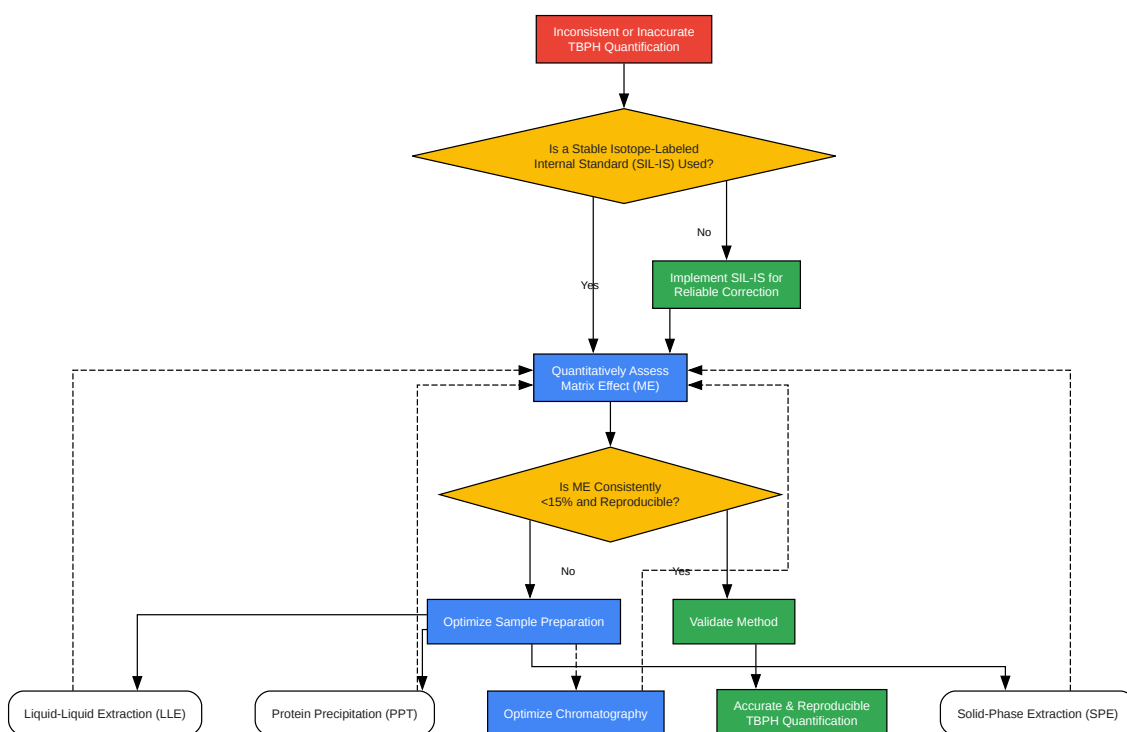 Inconsistent or Inaccurate
TBPH Quantification
Is a Stable Isotope-Labeled
Internal Standard (SIL-IS) Used?
No
Implement SIL-IS for
Reliable Correction
Yes
Quantitatively Assess
Matrix Effect (ME)
Is ME Consistently
<15% and Reproducible?
No
Yes
Optimize Sample Preparation
Validate Method
Liquid-Liquid Extraction (LLE)
Protein Precipitation (PPT)
Optimize Chromatography
Accurate & Reproducible
TBPH Quantification
Solid-Phase Extraction (SPE)